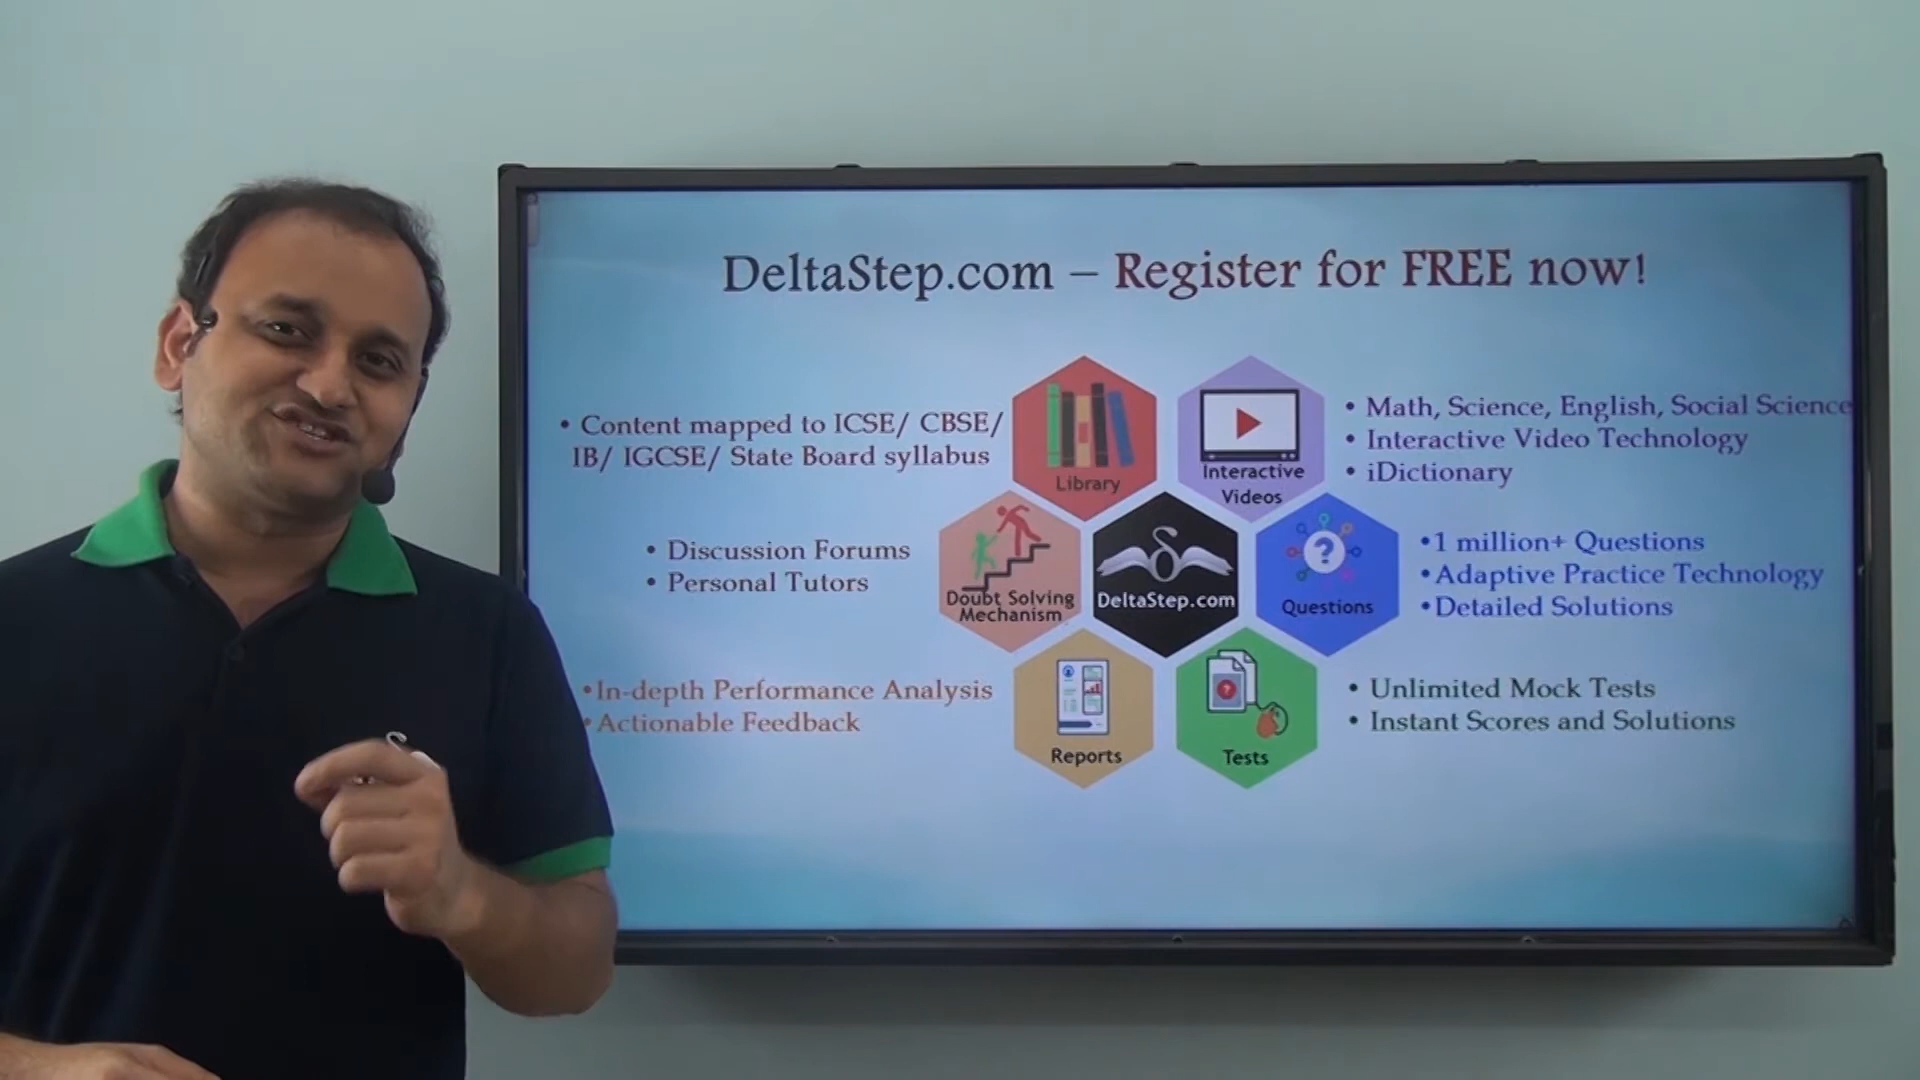 DeltaStep.com – Register for FREE now!
• Content mapped to ICSE/ CBSE/
IB/ IGCSE/ State Board syllabus
Library
Interactive
Videos
• Math, Science, English, Social Science
• Interactive Video Technology
• iDictionary
• Discussion Forums
• Personal Tutors
Doubt Solving
Mechanism
δ
DeltaStep.com
?
Questions
•1 million+ Questions
•Adaptive Practice Technology
•Detailed Solutions
•In-depth Performance Analysis
•Actionable Feedback
Reports
?
Tests
• Unlimited Mock Tests
• Instant Scores and Solutions